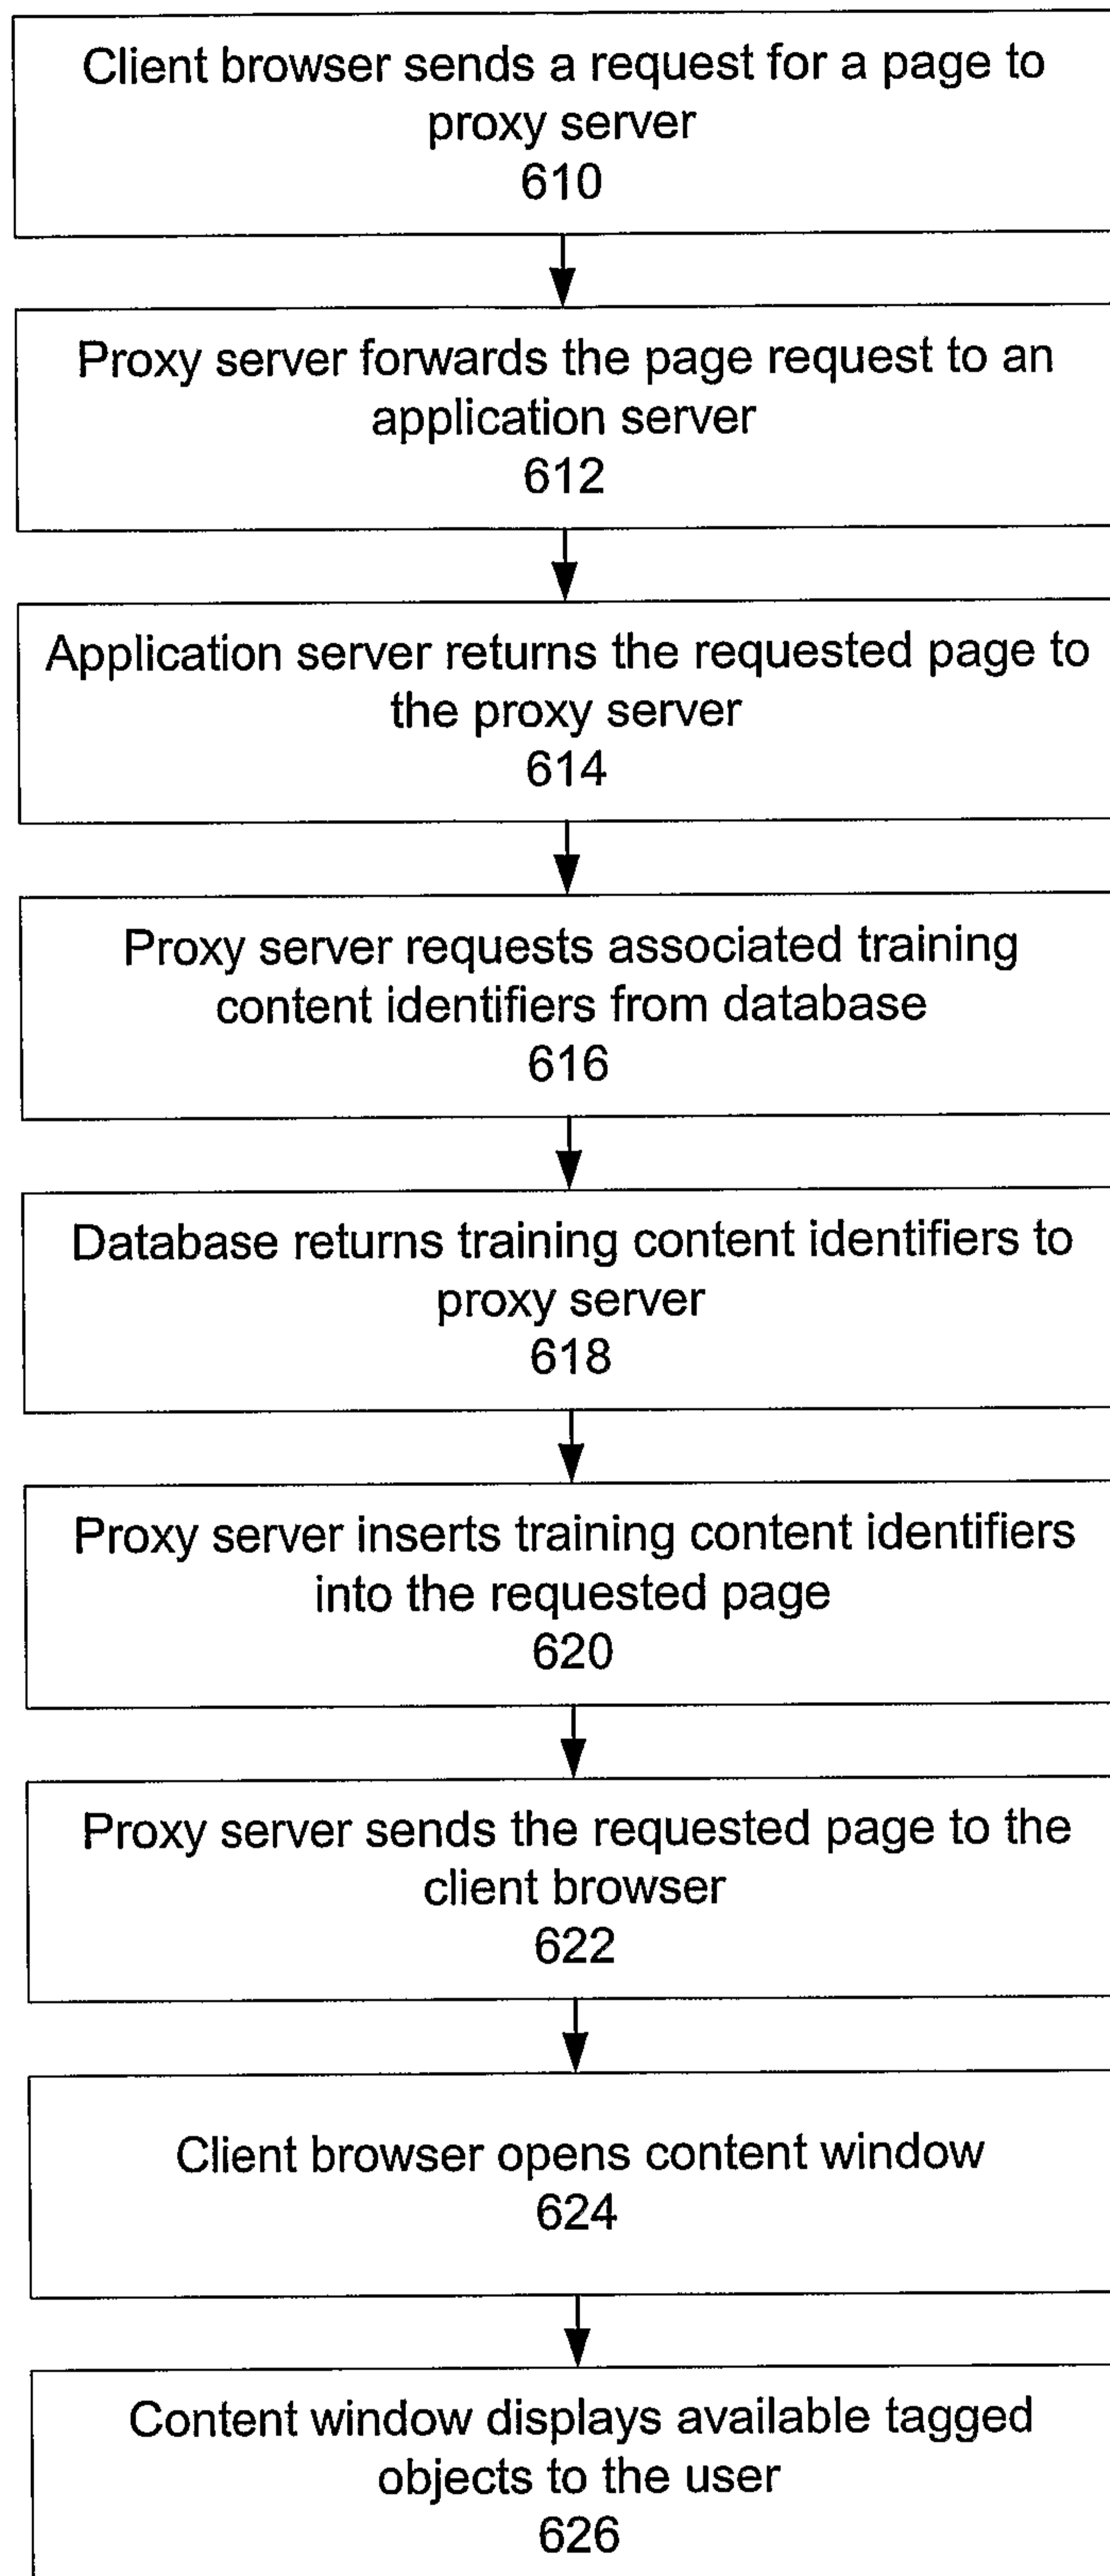 Client browser sends a request for a page to
proxy server
610
Proxy server forwards the page request to an
application server
612
Application server returns the requested page to
the proxy server
614
Proxy server requests associated training
content identifiers from database
616
Database returns training content identifiers to
proxy server
618
Proxy server inserts training content identifiers
into the requested page
620
Proxy server sends the requested page to the
client browser
622
Client browser opens content window
624
Content window displays available tagged
objects to the user
626